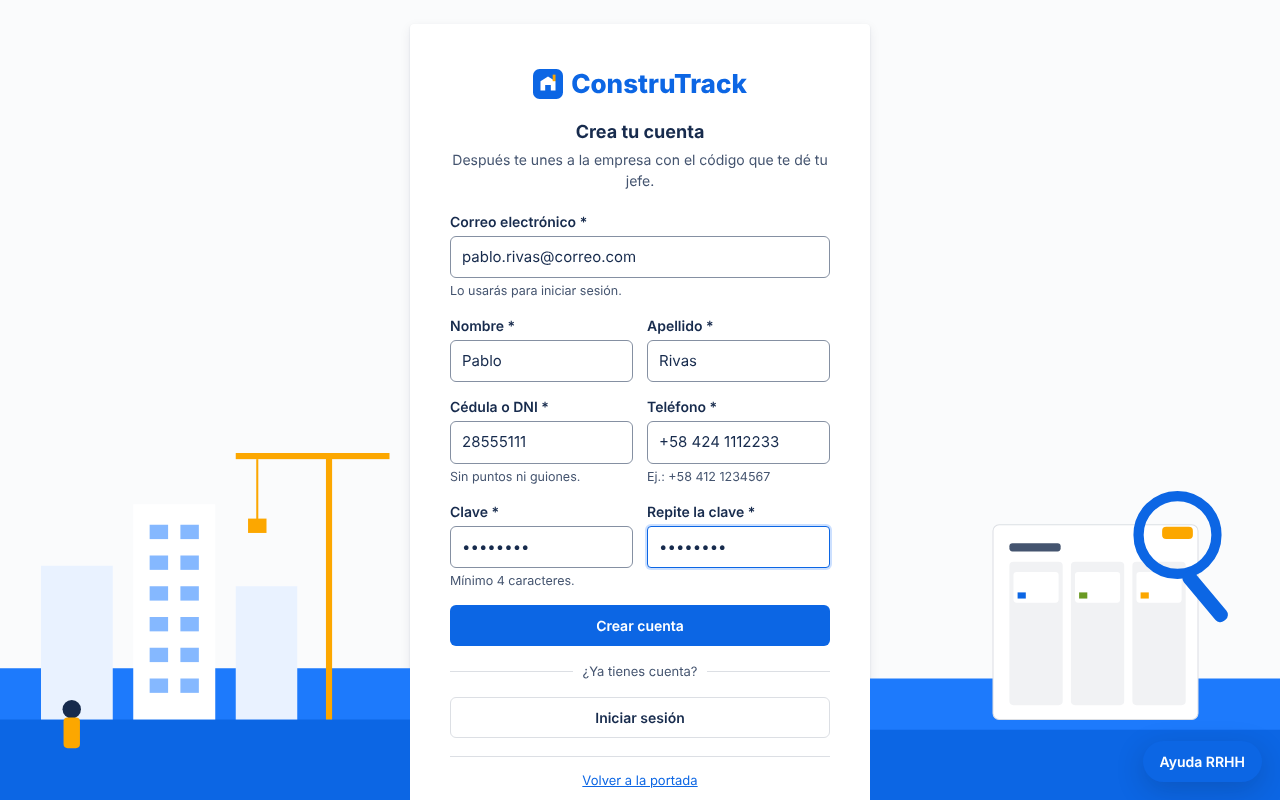 ConstruTrack
Crea tu cuenta
Después te unes a la empresa con el código que te dé tu
jefe.
Correo electrónico *
pablo.rivas@correo.com
Lo usarás para iniciar sesión.
Nombre *
Apellido *
Pablo
Rivas
Cédula o DNI *
Teléfono *
28555111
+58 424 1112233
Sin puntos ni guiones.
Ej.: +58 412 1234567
Clave *
Repite la clave *
••••••••
••••••••
Mínimo 4 caracteres.
Crear cuenta
¿Ya tienes cuenta?
Iniciar sesión
Volver a la portada
Ayuda RRHH